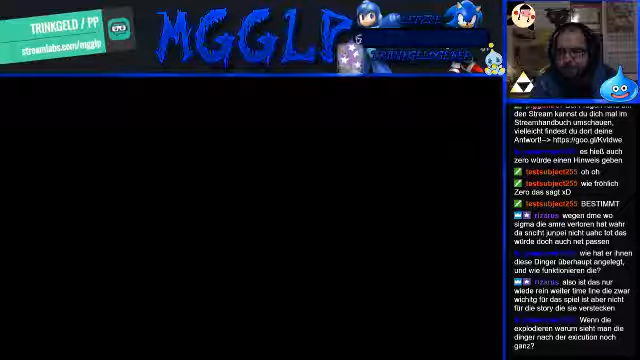 TRINKGELD / PP
streamlabs.com/mgglp
MGGLP
den Stream kannst du dich mal im
Streamhandbuch umschauen,
vielleicht findest du dort deine
Antwort!--> https://goo.gl/Kvldwe
es hieß auch
zero würde einen Hinweis geben
testsubject255 oh oh
testsubject255 wie fröhlich
Zero das sagt xD
testsubject255 BESTIMMT
rizarus wegen dme wo
sigma die amre verloren hat wahr
da snciht junpei nicht uahc tot das
würde doch auch net passen
wie hat er ihnen
diese Dinger überhaupt angelegt,
und wie funktionieren die?
rizarus also ist das nur
wiede rein weiter time line die zwar
wichitg für das spiel ist aber nicht
für die story die sie verstecken
Wenn die
explodieren warum sieht man die
dinger nach der exicution noch
ganz?